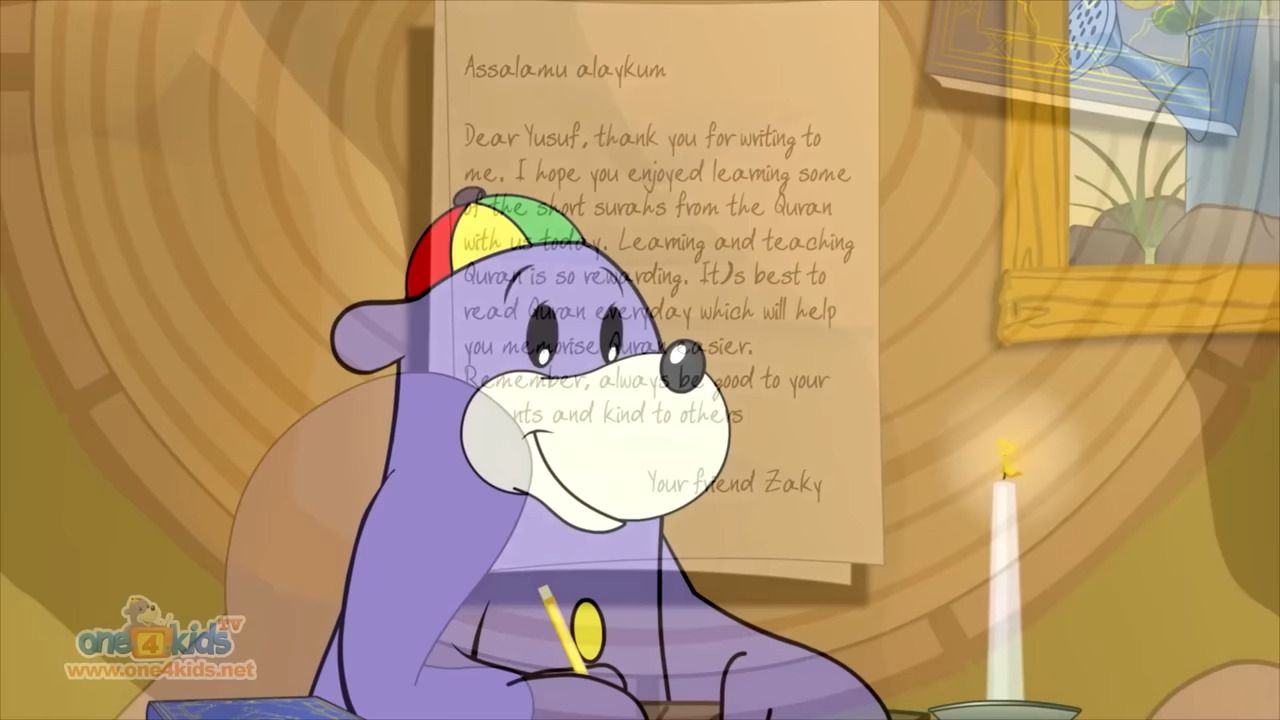 Assalamu alaykum
Dear Yusuf, thank you for writing to
me. I hope you enjoyed learning some
of the short surahs from the Quran
with us today. Learning and teaching
Quran is so rewarding. It)s best to
read Quran everyday which will help
you memorise Quran easier.
Remember, always be good to your
nts and kind to others
Your friend Zaky
one4kids TV
www.one4kids.net